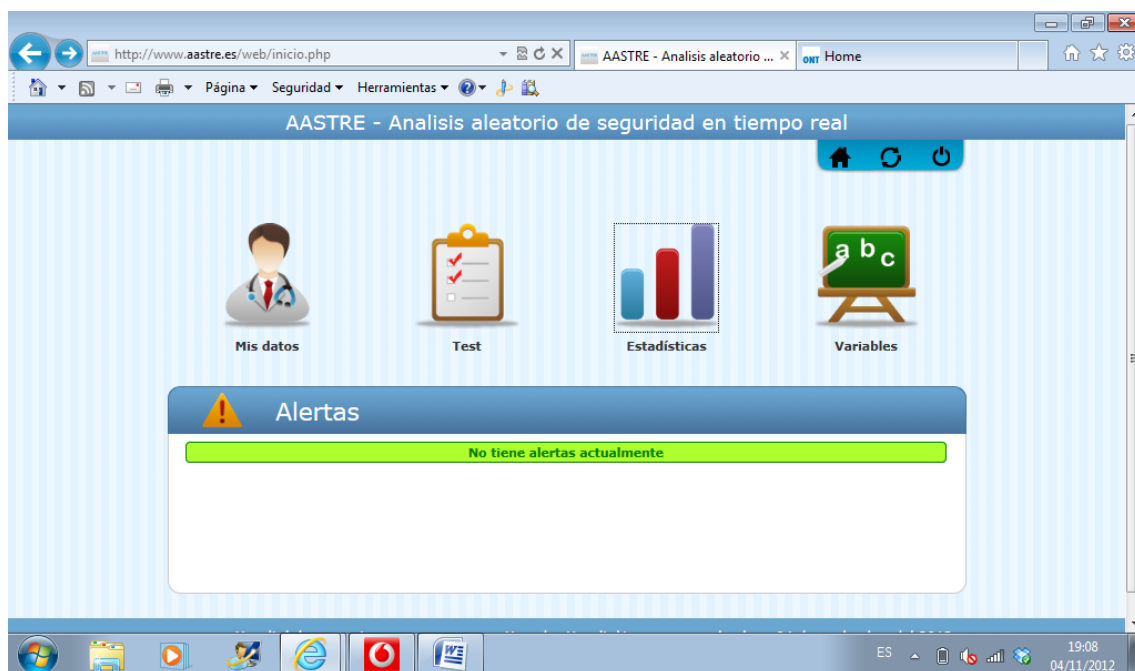 http://www.aastre.es/web/inicio.php
AASTRE - Analisis aleatorio ...
ONT Home
Página Seguridad Herramientas
AASTRE - Analisis aleatorio de seguridad en tiempo real
a b c
Mis datos
Test
Estadísticas
Variables
Alertas
No tiene alertas actualmente
ES
19:08
04/11/2012